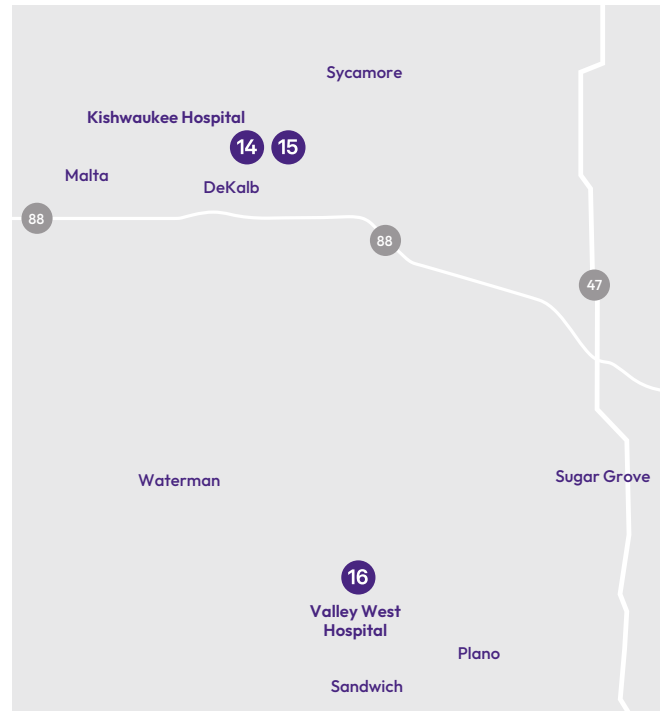 Sycamore
Kishwaukee Hospital
14 15
Malta
DeKalb
88
88
47
Waterman
Sugar Grove
16
Valley West
Hospital
Plano
Sandwich